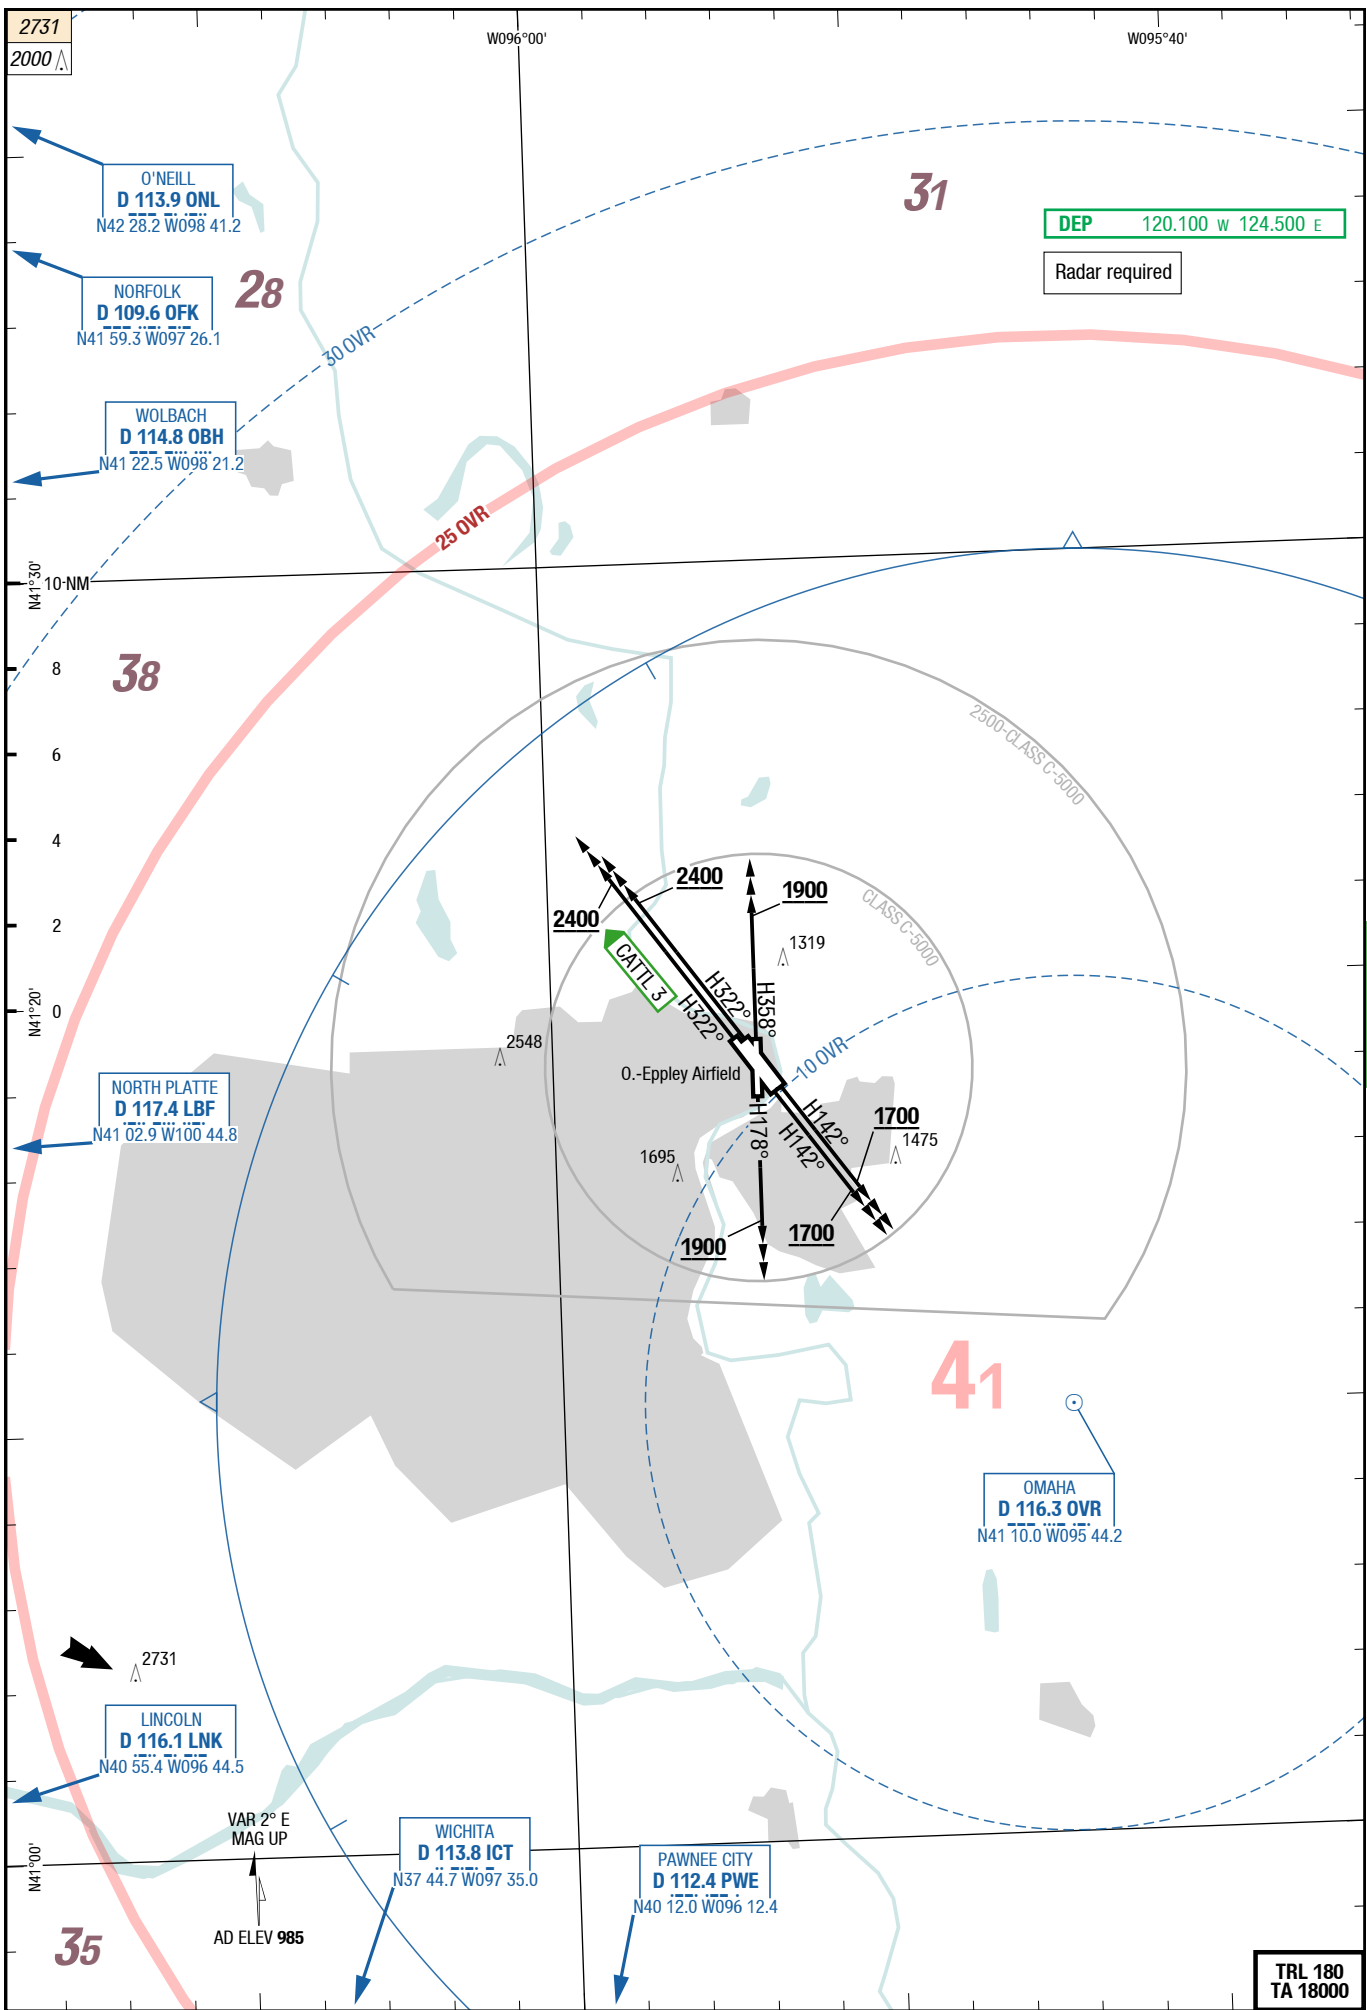 2731
2000
W096°00'
W095°40'
O'NEILL
D 113.9 ONL
N42 28.2 W098 41.2
31
DEP 120.100 W 124.500 E
Radar required
28
NORFOLK
D 109.6 OFK
N41 59.3 W097 26.1
30 OVR
WOLBACH
D 114.8 OBH
N41 22.5 W098 21.2
25 OVR
N41°30'
10 NM
8
38
6
4
2
0
N41°20'
2500-CLASS C-5000
CLASS C-5000
2400
2400
1900
1319
CATTL 3
H322°
H322°
H358°
2548
O.-Eppley Airfield
10 OVR
NORTH PLATTE
D 117.4 LBF
N41 02.9 W100 44.8
H178°
H142°
H142°
1700
1475
1695
1900
1700
41
OMAHA
D 116.3 OVR
N41 10.0 W095 44.2
2731
LINCOLN
D 116.1 LNK
N40 55.4 W096 44.5
VAR 2° E
MAG UP
N41°00'
WICHITA
D 113.8 ICT
N37 44.7 W097 35.0
PAWNEE CITY
D 112.4 PWE
N40 12.0 W096 12.4
AD ELEV 985
35
TRL 180
TA 18000